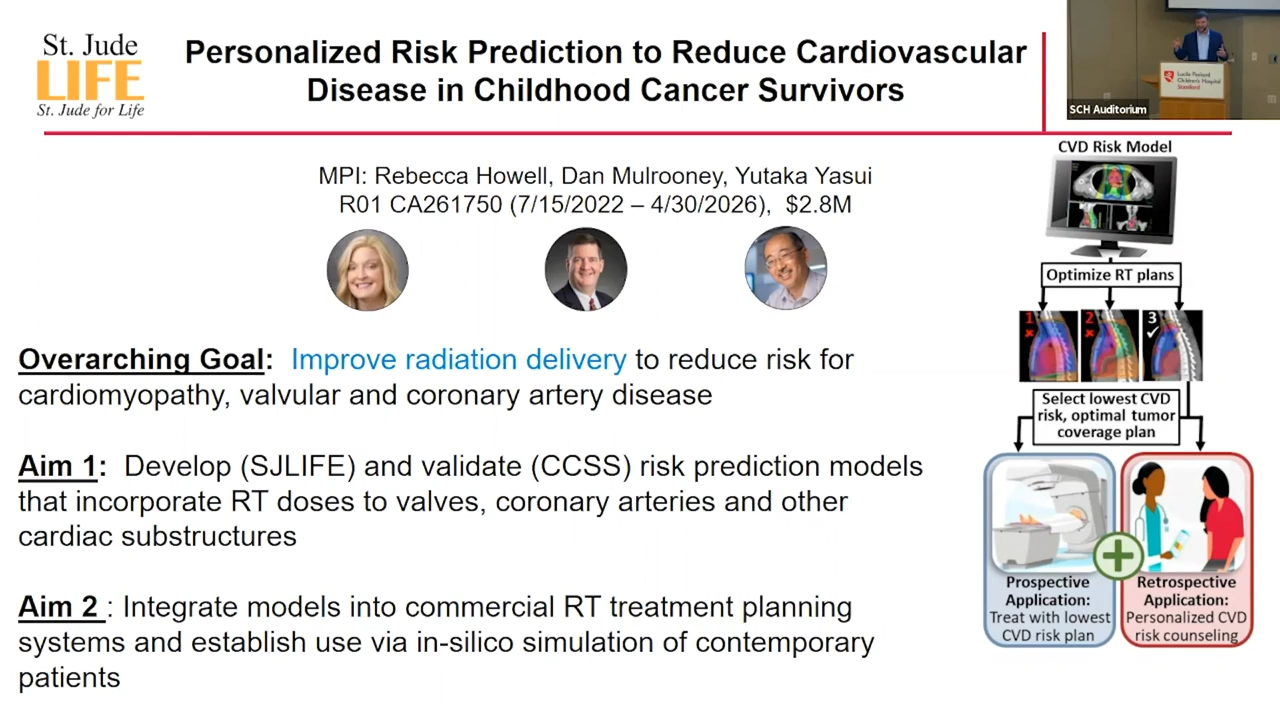 St. Jude
LIFE
St. Jude for Life
Personalized Risk Prediction to Reduce Cardiovascular
Disease in Childhood Cancer Survivors
Lucile Packard
Children's Hospital
Stanford
SCH Auditorium
MPI: Rebecca Howell, Dan Mulrooney, Yutaka Yasui
R01 CA261750 (7/15/2022 – 4/30/2026), $2.8M
Overarching Goal: Improve radiation delivery to reduce risk for
cardiomyopathy, valvular and coronary artery disease
Aim 1: Develop (SJLIFE) and validate (CCSS) risk prediction models
that incorporate RT doses to valves, coronary arteries and other
cardiac substructures
Aim 2 : Integrate models into commercial RT treatment planning
systems and establish use via in-silico simulation of contemporary
patients
CVD Risk Model
Optimize RT plans
1
2
3
Select lowest CVD
risk, optimal tumor
coverage plan
Prospective
Application:
Treat with lowest
CVD risk plan
Retrospective
Application:
Personalized CVD
risk counseling